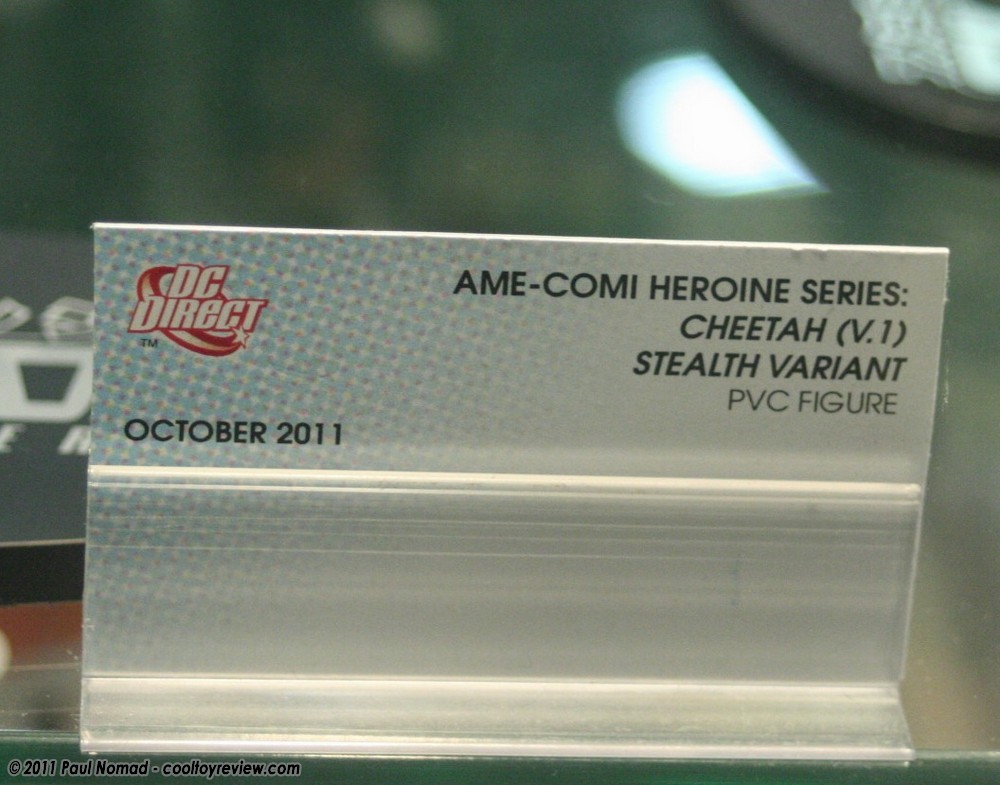 DC
DIRECT
TM
AME-COMI HEROINE SERIES:
CHEETAH (V.1)
STEALTH VARIANT
PVC FIGURE
OCTOBER 2011
©2011 Paul Nomad - cooltoyreview.com